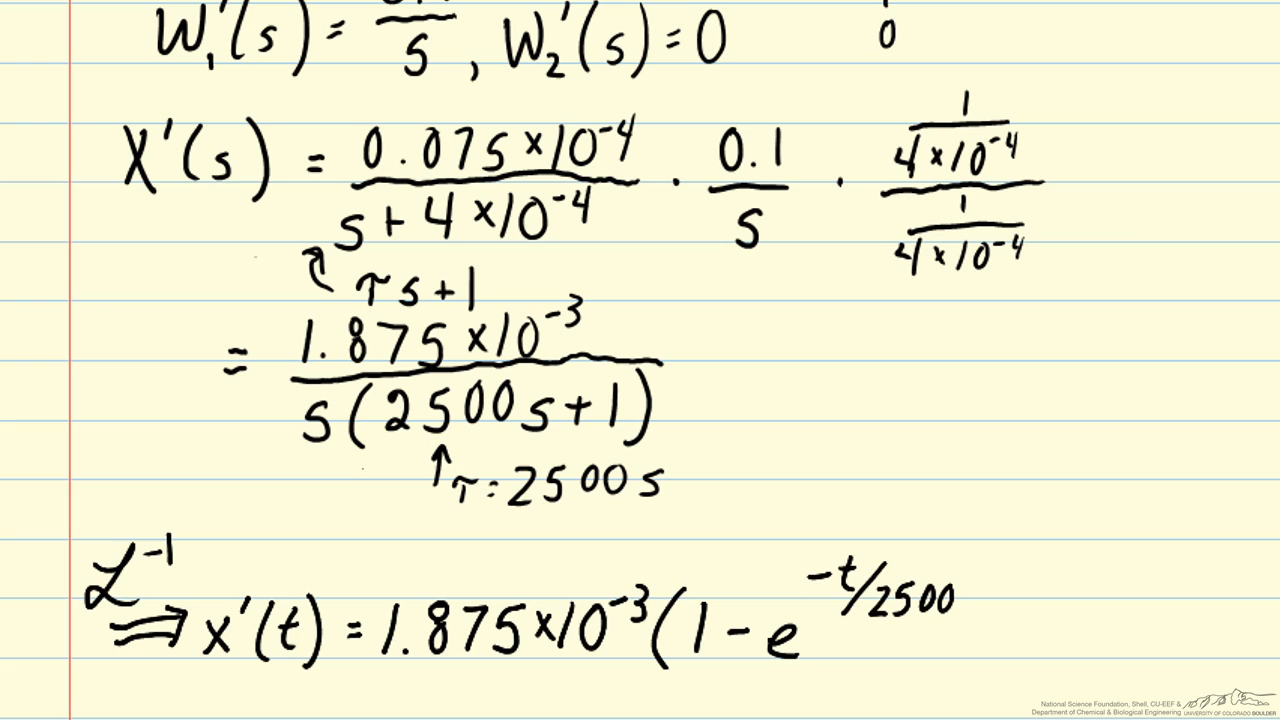 W₁'(s) = /s , W₂'(s) = 0 0
X'(s) = 0.075×10⁻⁴/(s + 4×10⁻⁴) · 0.1/s · (1/(4×10⁻⁴))/(1/(4×10⁻⁴))
τs+1
= 1.875×10⁻³/(s(2500s+1))
τ = 2500 s
ℒ⁻¹
⇒ x'(t) = 1.875×10⁻³(1 - e^(-t/2500)
National Science Foundation, Shell, CU-EEF &
Department of Chemical & Biological Engineering UNIVERSITY OF COLORADO BOULDER